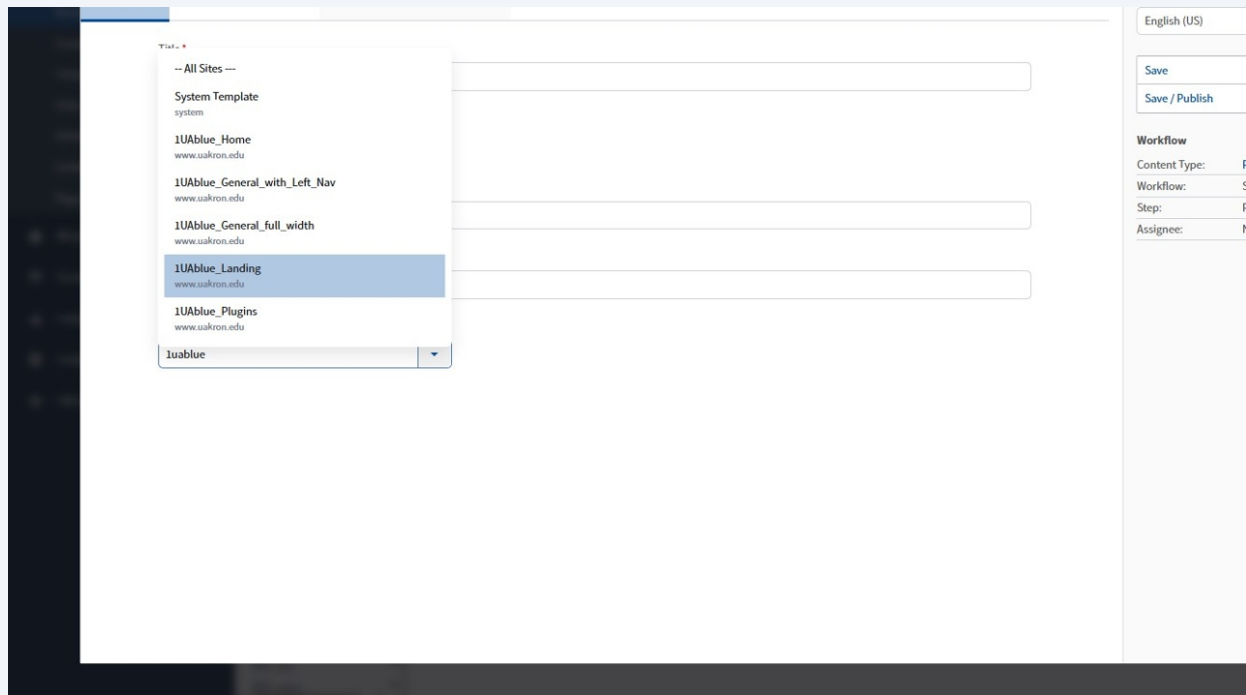 English (US)
Title *
-- All Sites ---
System Template
system
1UAblue_Home
www.uakron.edu
1UAblue_General_with_Left_Nav
www.uakron.edu
1UAblue_General_full_width
www.uakron.edu
1UAblue_Landing
www.uakron.edu
1UAblue_Plugins
www.uakron.edu
1uablue
Save
Save / Publish
Workflow
Content Type:
Workflow:
Step:
Assignee: